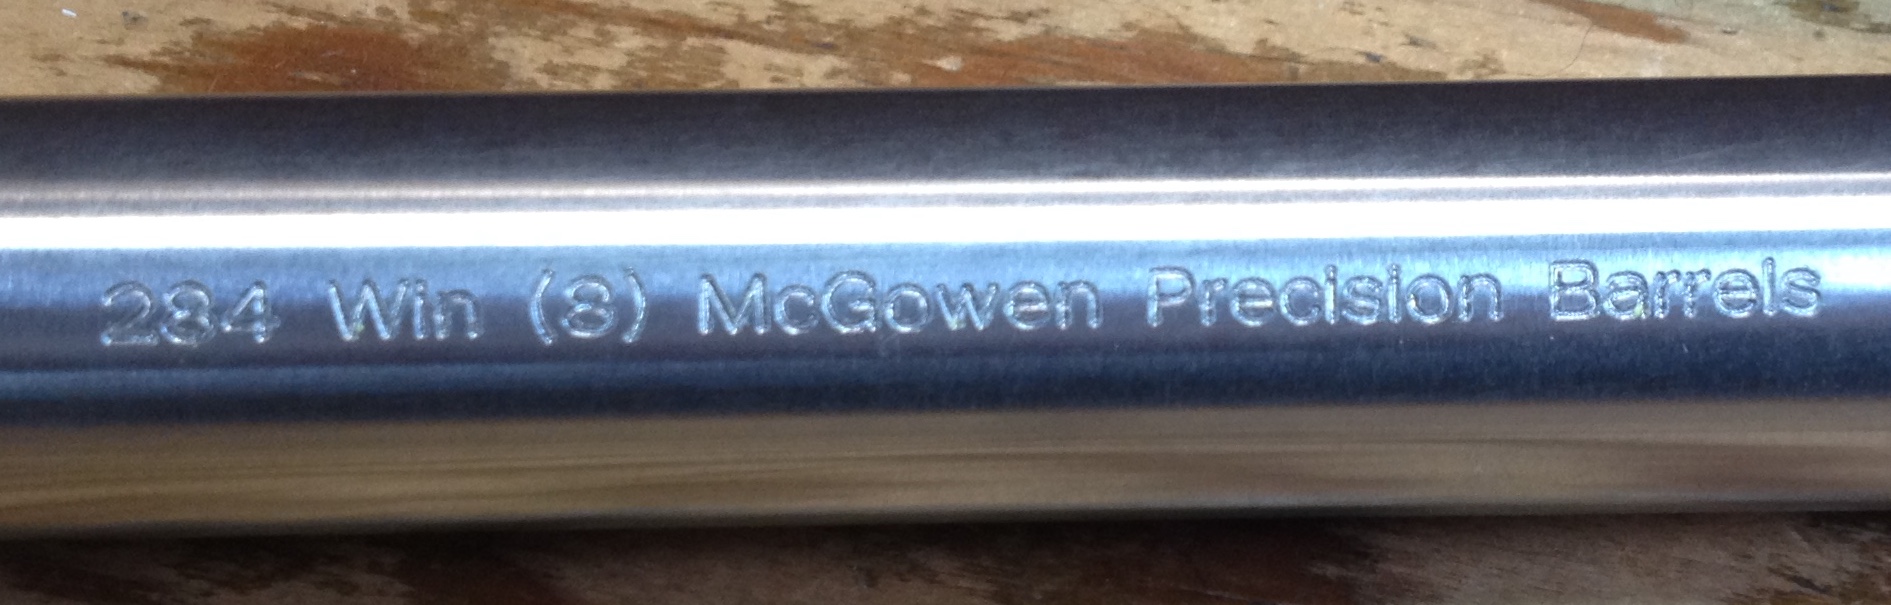 284 Win (8) McGowen Precision Barrels